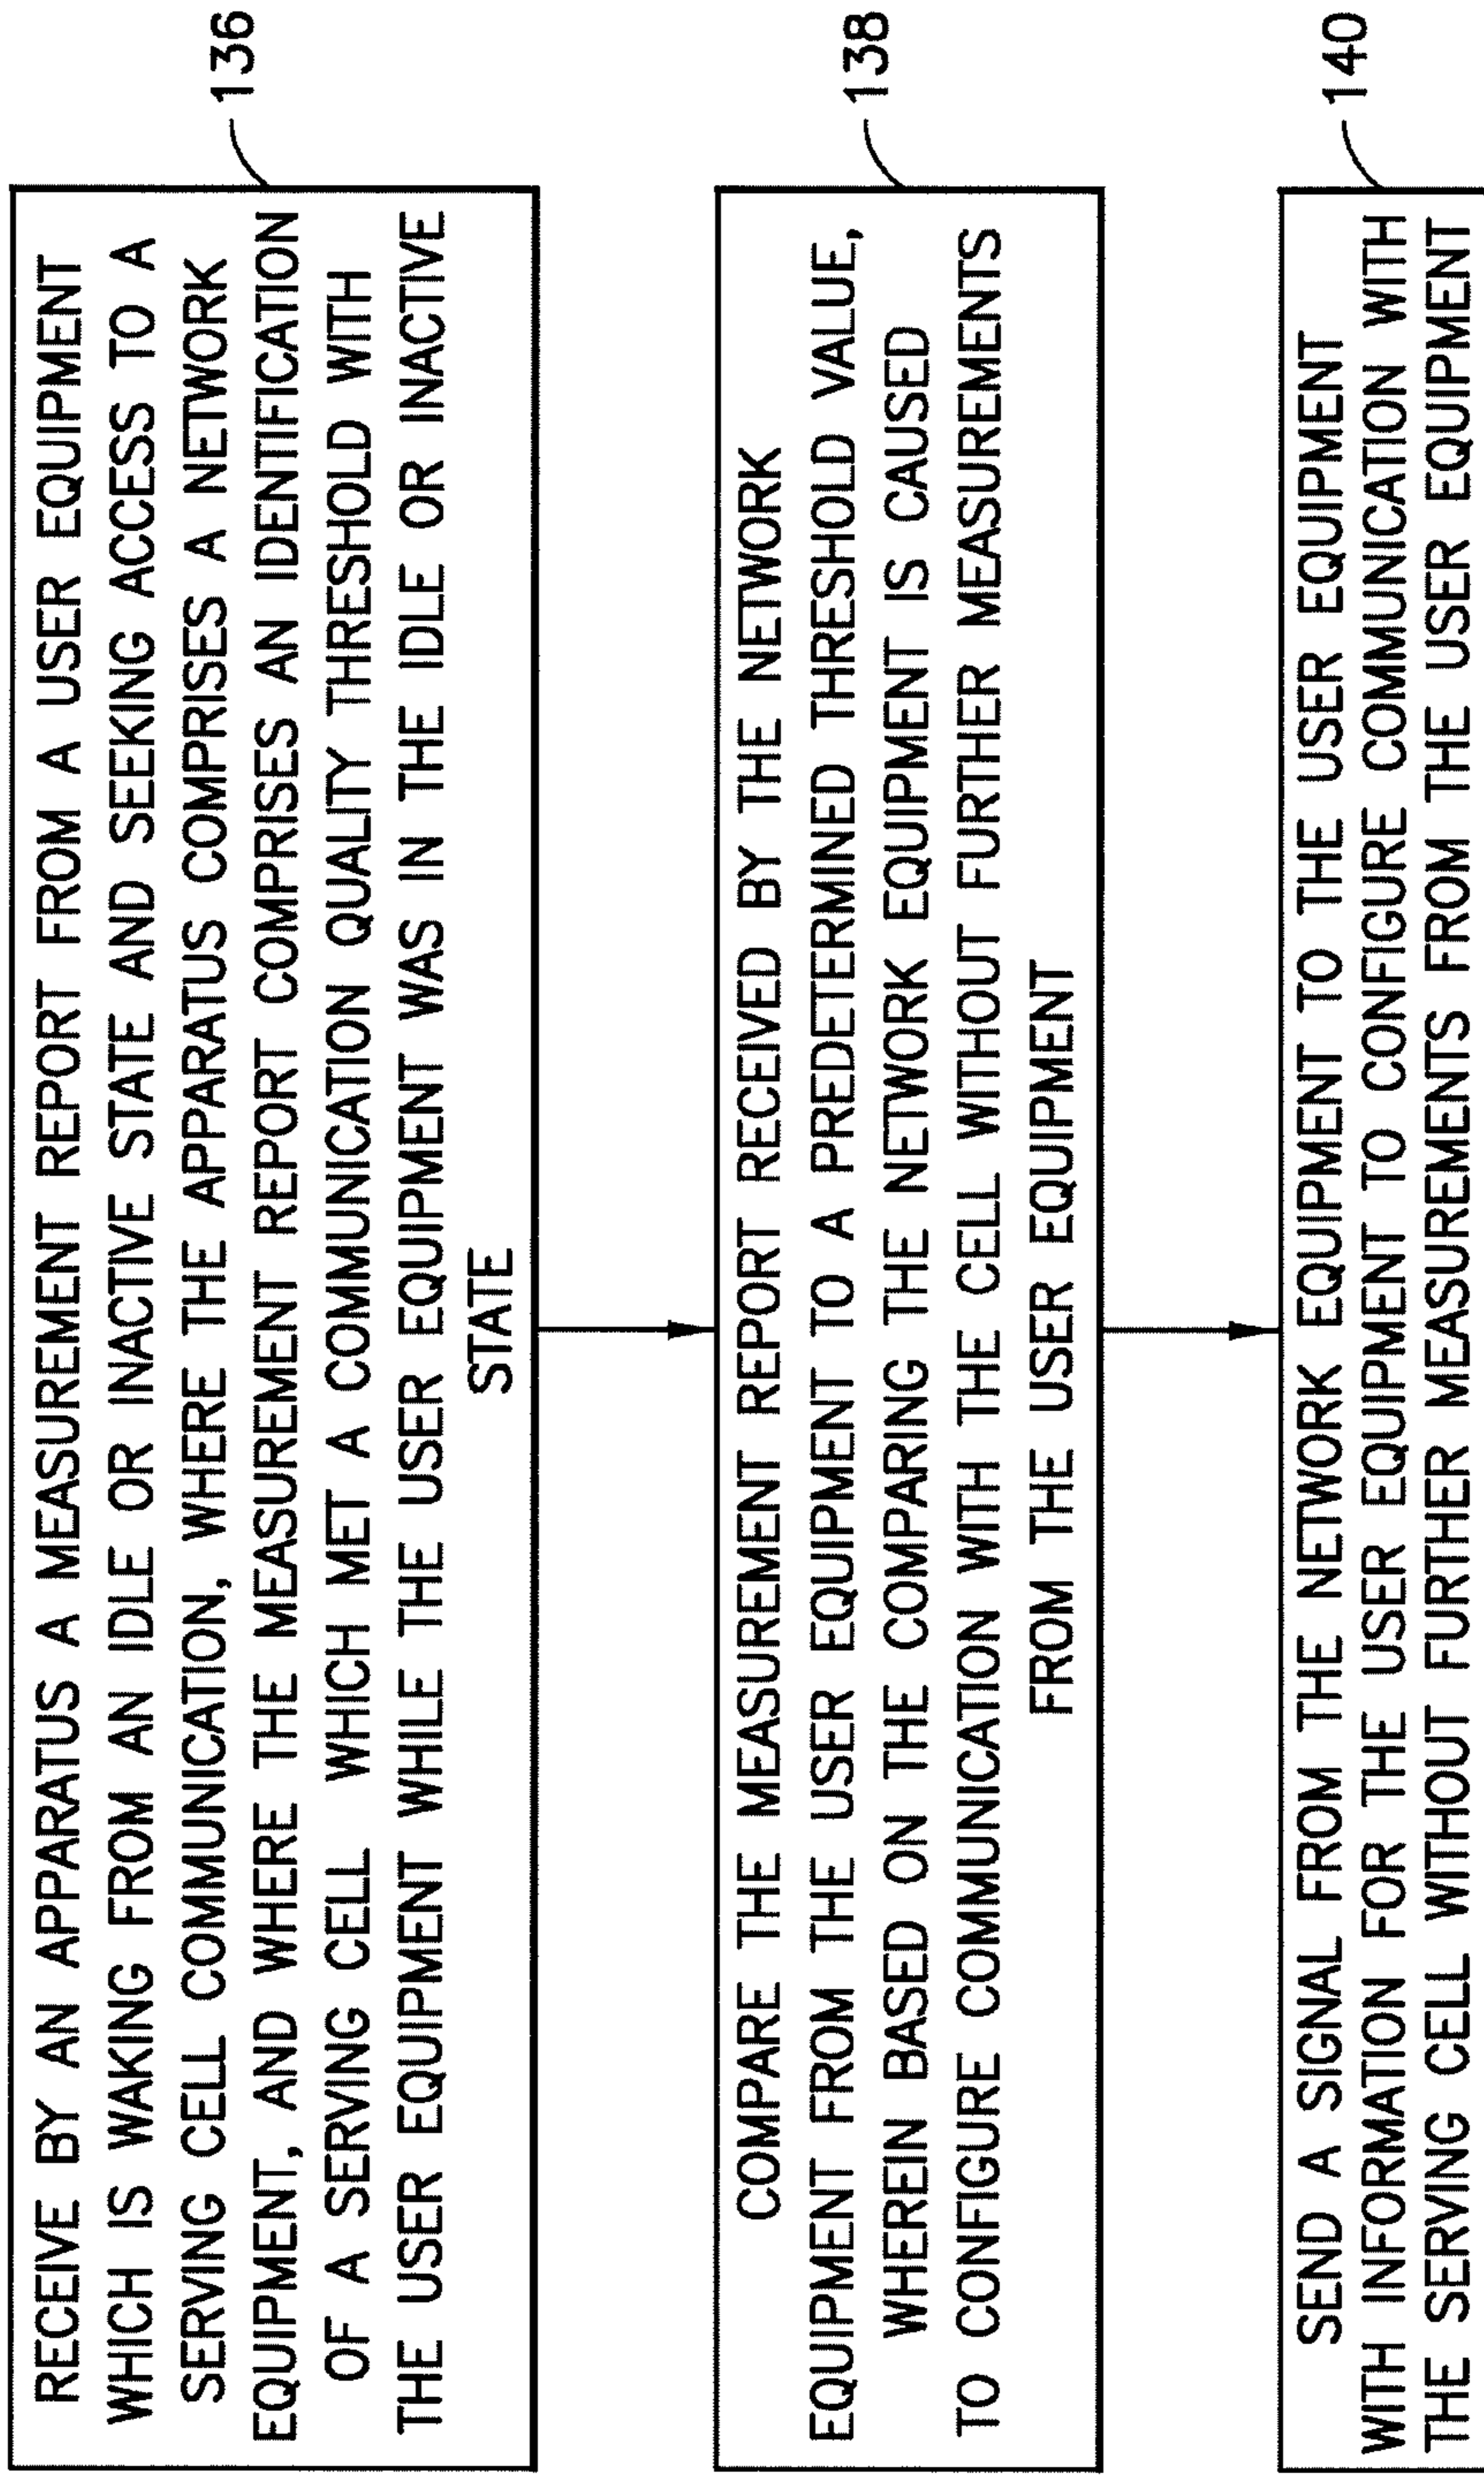 RECEIVE BY AN APPARATUS A MEASUREMENT REPORT FROM A USER EQUIPMENT
WHICH IS WAKING FROM AN IDLE OR INACTIVE STATE AND SEEKING ACCESS TO A
SERVING CELL COMMUNICATION, WHERE THE APPARATUS COMPRISES A NETWORK
EQUIPMENT, AND WHERE THE MEASUREMENT REPORT COMPRISES AN IDENTIFICATION
OF A SERVING CELL WHICH MET A COMMUNICATION QUALITY THRESHOLD WITH
THE USER EQUIPMENT WHILE THE USER EQUIPMENT WAS IN THE IDLE OR INACTIVE
STATE
136
COMPARE THE MEASUREMENT REPORT RECEIVED BY THE NETWORK
EQUIPMENT FROM THE USER EQUIPMENT TO A PREDETERMINED THRESHOLD VALUE,
WHEREIN BASED ON THE COMPARING THE NETWORK EQUIPMENT IS CAUSED
TO CONFIGURE COMMUNICATION WITH THE CELL WITHOUT FURTHER MEASUREMENTS
FROM THE USER EQUIPMENT
138
SEND A SIGNAL FROM THE NETWORK EQUIPMENT TO THE USER EQUIPMENT
WITH INFORMATION FOR THE USER EQUIPMENT TO CONFIGURE COMMUNICATION WITH
THE SERVING CELL WITHOUT FURTHER MEASUREMENTS FROM THE USER EQUIPMENT
140